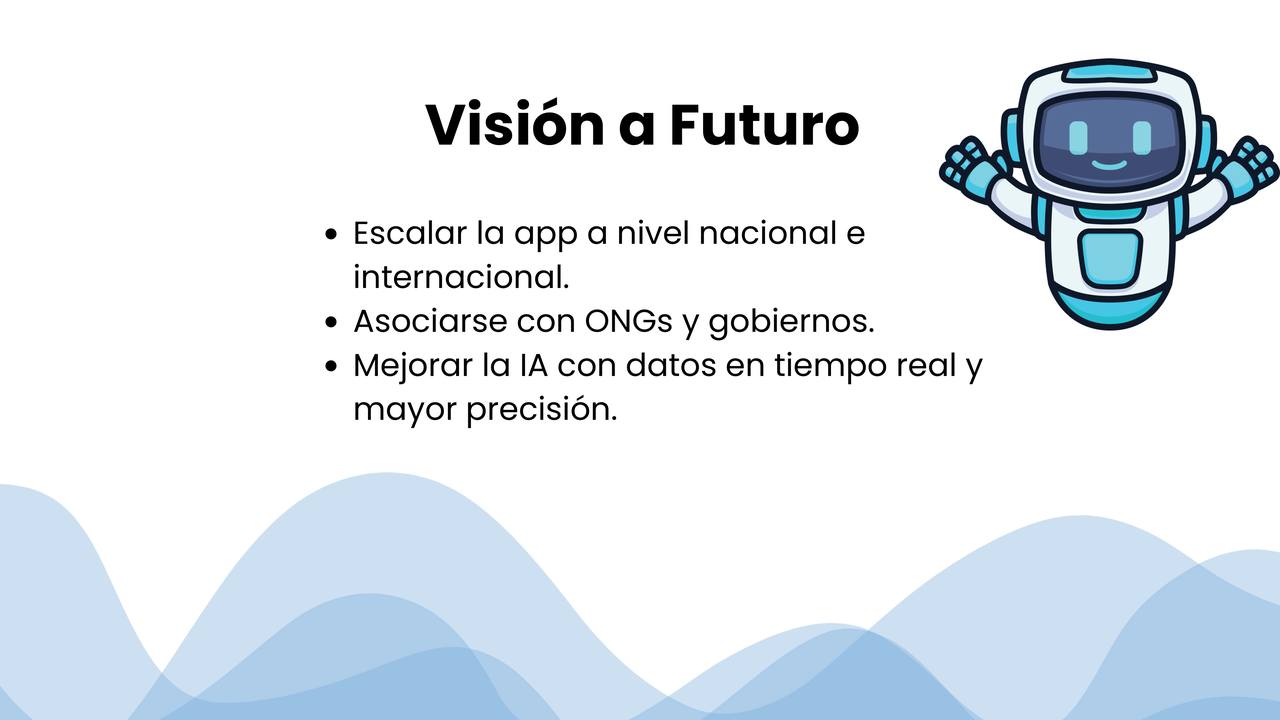 Visión a Futuro
• Escalar la app a nivel nacional e
internacional.
• Asociarse con ONGs y gobiernos.
• Mejorar la IA con datos en tiempo real y
mayor precisión.